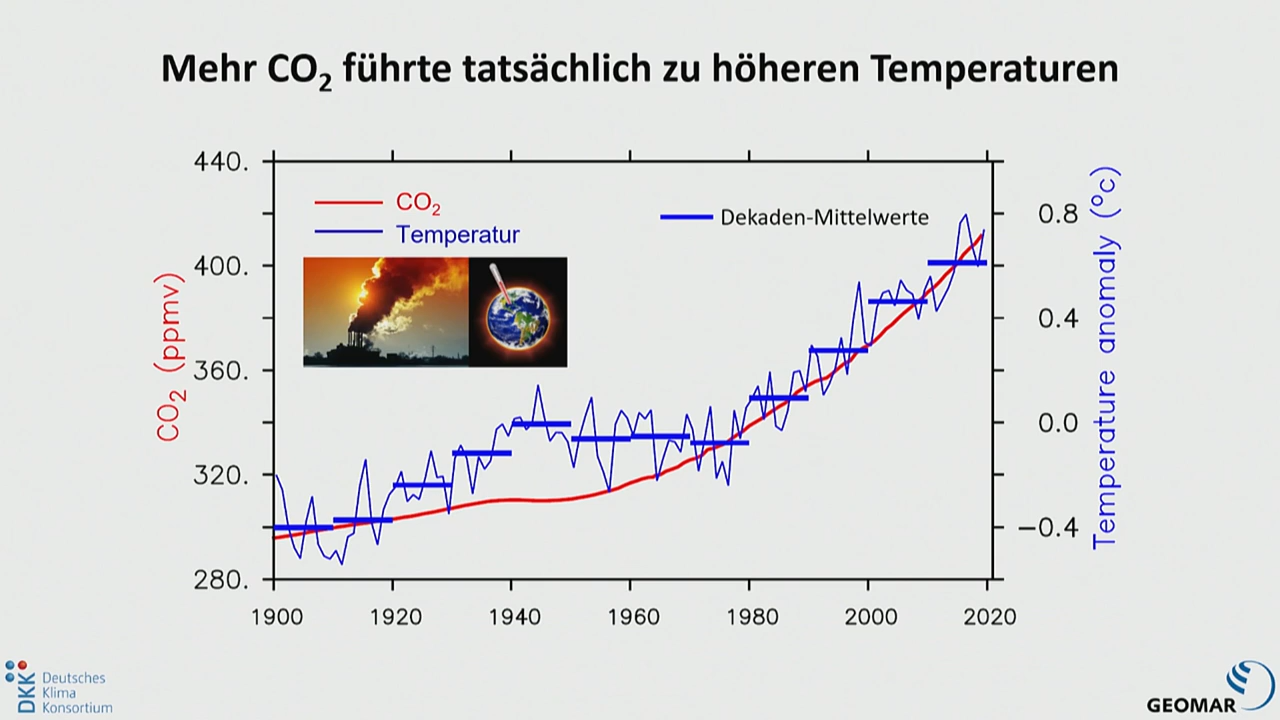 Mehr CO₂ führte tatsächlich zu höheren Temperaturen
440.
400.
360.
320.
280.
CO₂ (ppmv)
CO₂
Temperatur
Dekaden-Mittelwerte
0.8
0.4
0.0
−0.4
Temperature anomaly (°c)
1900 1920 1940 1960 1980 2000 2020
DKK Deutsches
Klima
Konsortium
GEOMAR